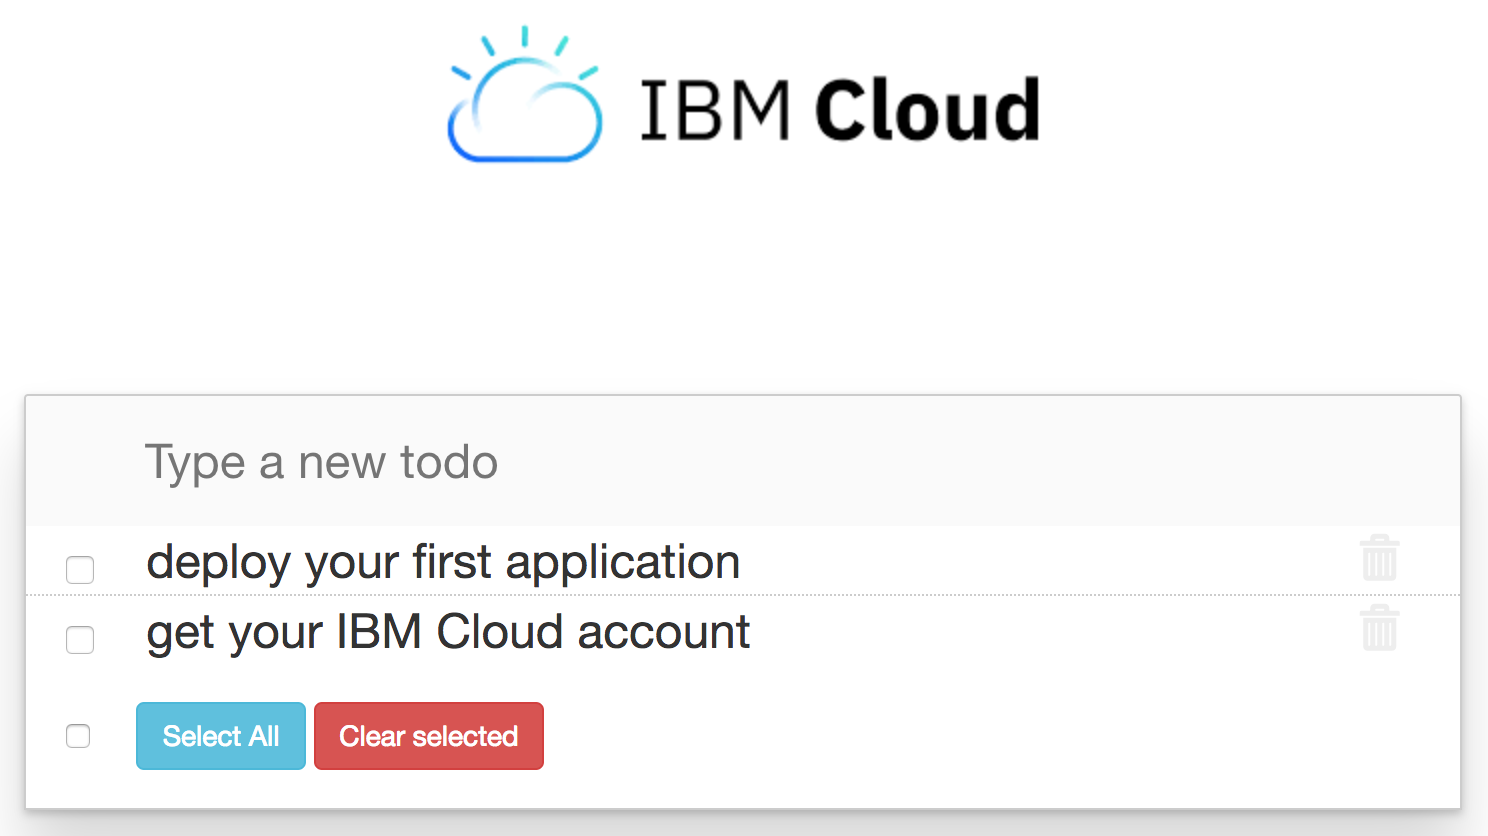 IBM Cloud
Type a new todo
deploy your first application
get your IBM Cloud account
Select All Clear selected